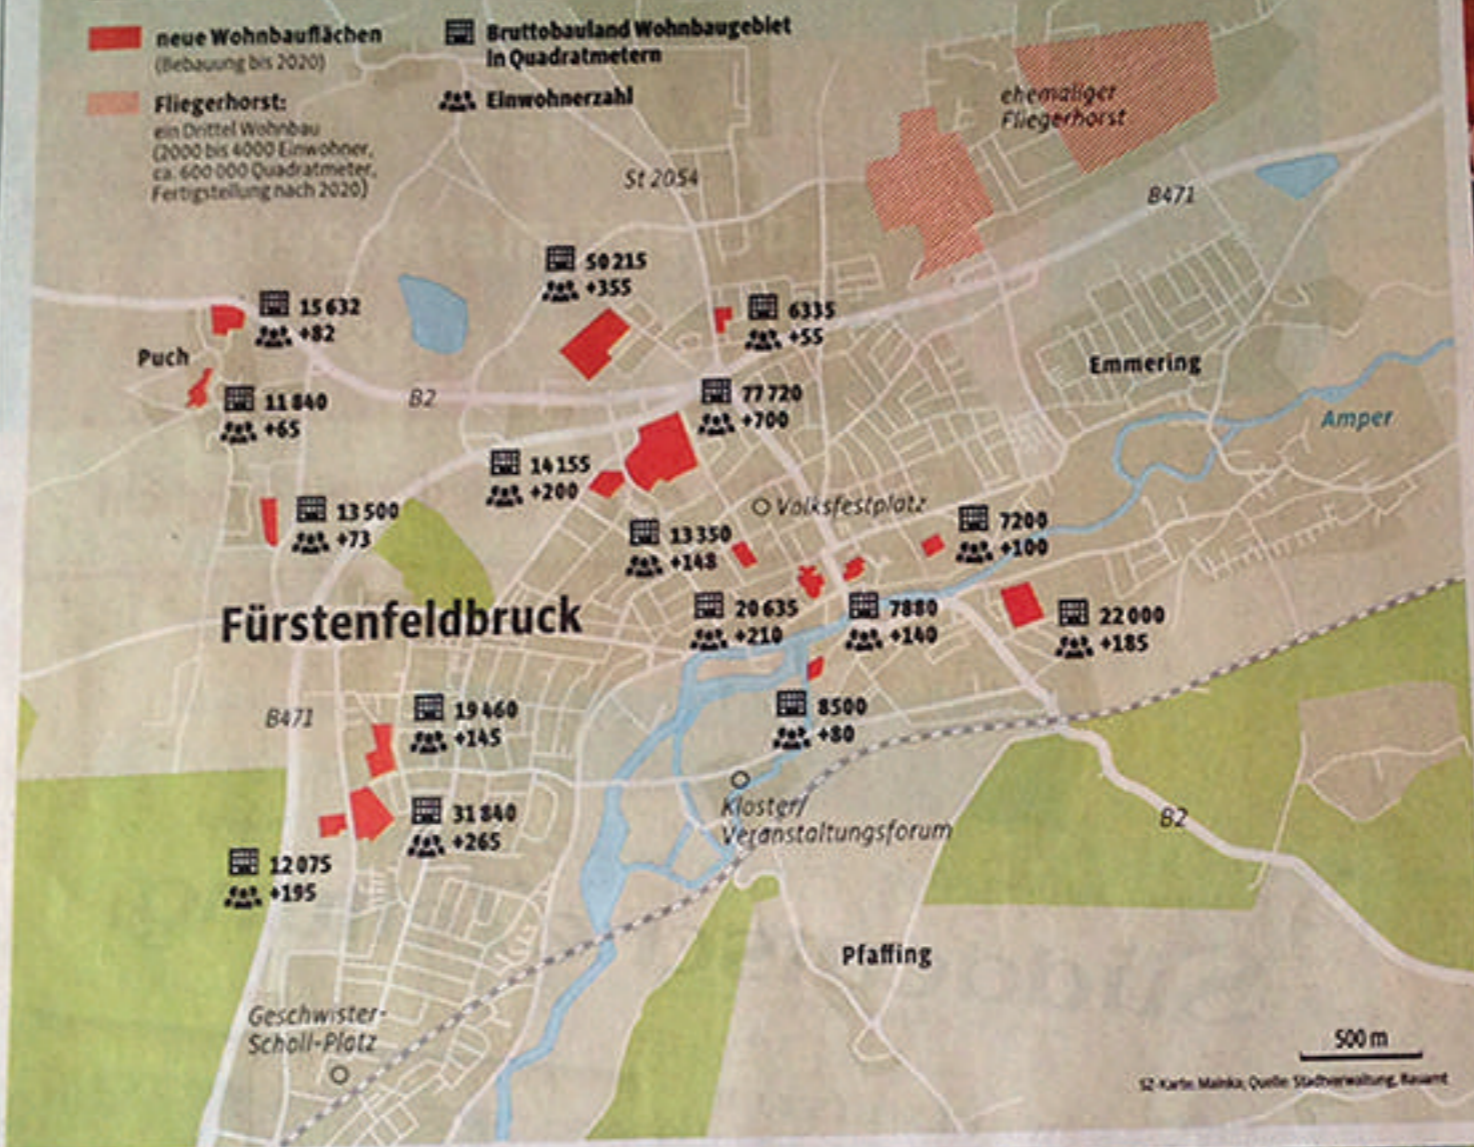 neue Wohnbauflächen
(Bebauung bis 2020)
Fliegerhorst:
ein Drittel Wohnbau
(2000 bis 4000 Einwohner,
ca. 600 000 Quadratmeter,
Fertigstellung nach 2020)
Bruttobauland Wohnbaugebiet
in Quadratmetern
Einwohnerzahl
ehemaliger
Fliegerhorst
St 2054
B471
50 215
+355
15 632
+82
6335
+55
Puch
Emmering
B2
11 840
+65
77 720
+700
Amper
14 155
+200
13 500
+73
Volksfestplatz
13 350
+148
7200
+100
Fürstenfeldbruck
20 635
+210
7880
+140
22 000
+185
B471
19 460
+145
8500
+80
Kloster/
Veranstaltungsforum
31 840
+265
B2
12 075
+195
Pfaffing
Geschwister-
Scholl-Platz
500 m
SZ-Karte: Mainka; Quelle: Stadtverwaltung, Bauamt